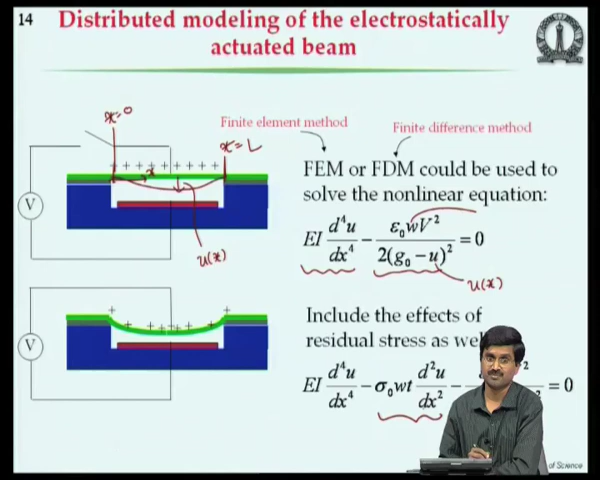 14
Distributed modeling of the electrostatically
actuated beam
x=0
x=L
x
u(x)
V
Finite element method
Finite difference method
FEM or FDM could be used to
solve the nonlinear equation:
EI d⁴u/dx⁴ − ε₀wV²/2(g₀−u)² = 0
u(x)
V
Include the effects of
residual stress as we
EI d⁴u/dx⁴ − σ₀wt d²u/dx² − = 0
of Science